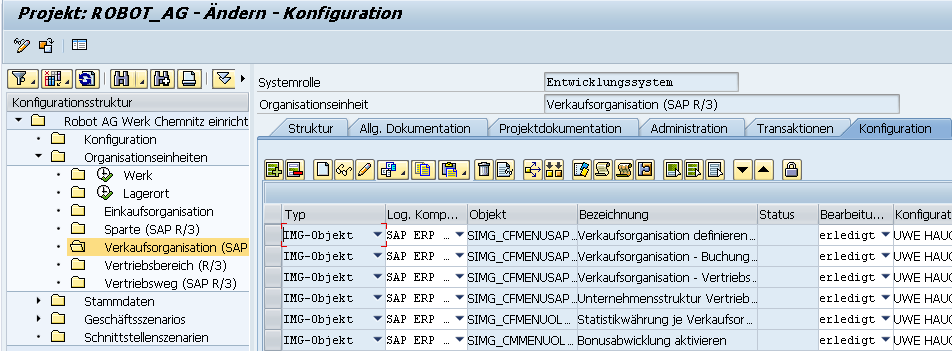 Projekt: ROBOT_AG - Ändern - Konfiguration
Systemrolle Entwicklungssystem
Organisationseinheit Verkaufsorganisation (SAP R/3)
Konfigurationsstruktur
Robot AG Werk Chemnitz einricht
Konfiguration
Organisationseinheiten
Werk
Lagerort
Einkaufsorganisation
Sparte (SAP R/3)
Verkaufsorganisation (SAP
Vertriebsbereich (R/3)
Vertriebsweg (SAP R/3)
Stammdaten
Geschäftsszenarios
Schnittstellenszenarien
Struktur Allg. Dokumentation Projektdokumentation Administration Transaktionen Konfiguration
Typ Log. Komp... Objekt Bezeichnung Status Bearbeitu... Konfigurat
IMG-Objekt SAP ERP ... SIMG_CFMENUSAP... Verkaufsorganisation definieren... erledigt UWE HAUC
IMG-Objekt SAP ERP ... SIMG_CFMENUSAP... Verkaufsorganisation - Buchung... erledigt UWE HAUC
IMG-Objekt SAP ERP ... SIMG_CFMENUSAP... Verkaufsorganisation - Vertriebs... erledigt UWE HAUC
IMG-Objekt SAP ERP ... SIMG_CFMENUSAP... Unternehmensstruktur Vertrieb... erledigt UWE HAUC
IMG-Objekt SAP ERP ... SIMG_CFMENUOL... Statistikwährung je Verkaufsor... erledigt UWE HAUC
IMG-Objekt SAP ERP ... SIMG_CMMENUOL... Bonusabwicklung aktivieren erledigt UWE HAUC